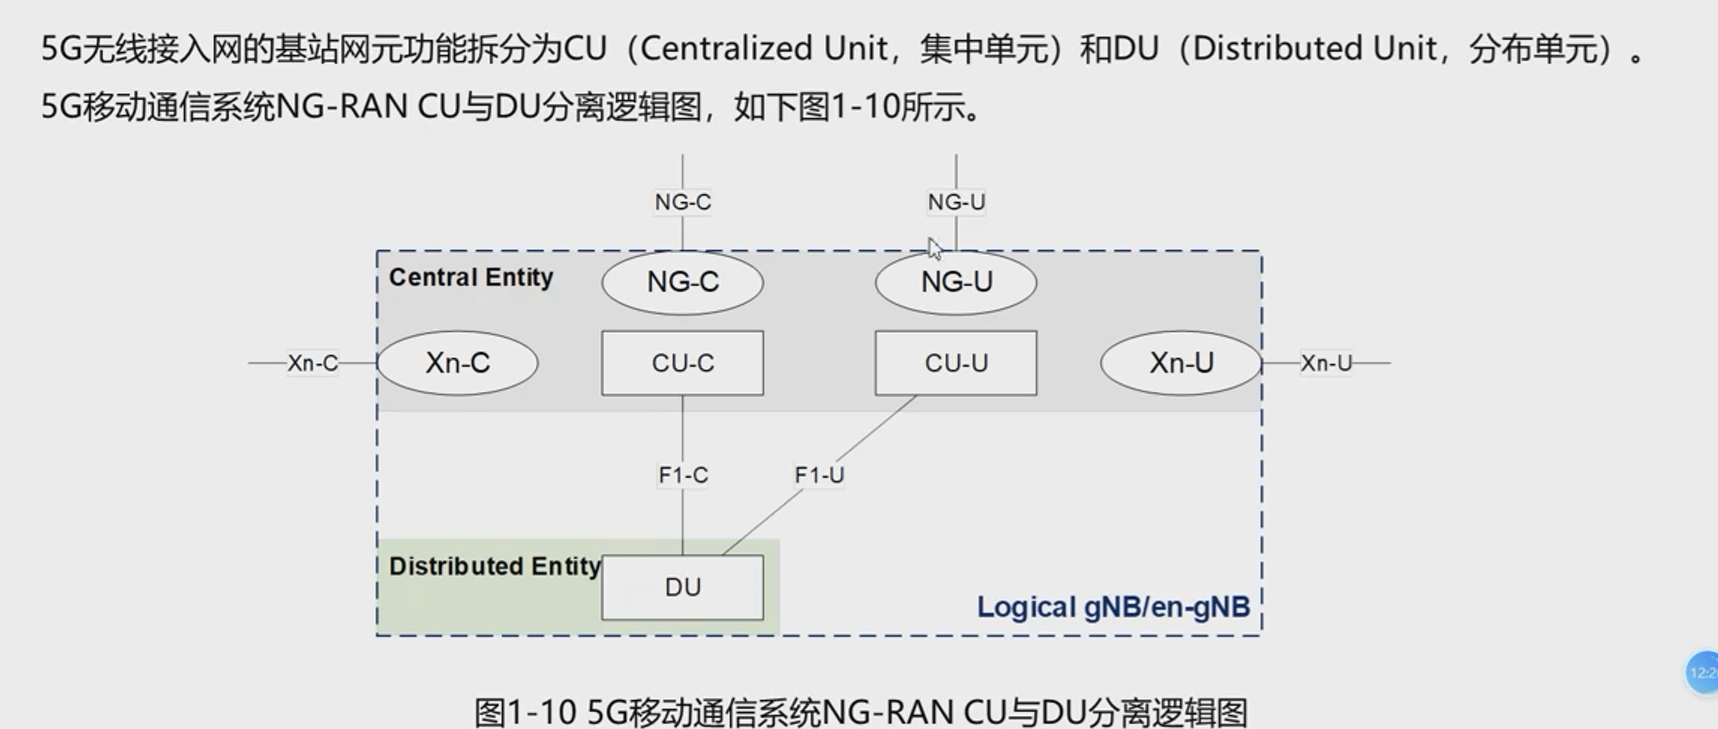 5G无线接入网的基站网元功能拆分为CU（Centralized Unit，集中单元）和DU（Distributed Unit，分布单元）。
5G移动通信系统NG-RAN CU与DU分离逻辑图，如下图1-10所示。
NG-C
NG-U
Central Entity
NG-C
NG-U
Xn-C
Xn-C
CU-C
CU-U
Xn-U
Xn-U
F1-C
F1-U
Distributed Entity
DU
Logical gNB/en-gNB
图1-10 5G移动通信系统NG-RAN CU与DU分离逻辑图